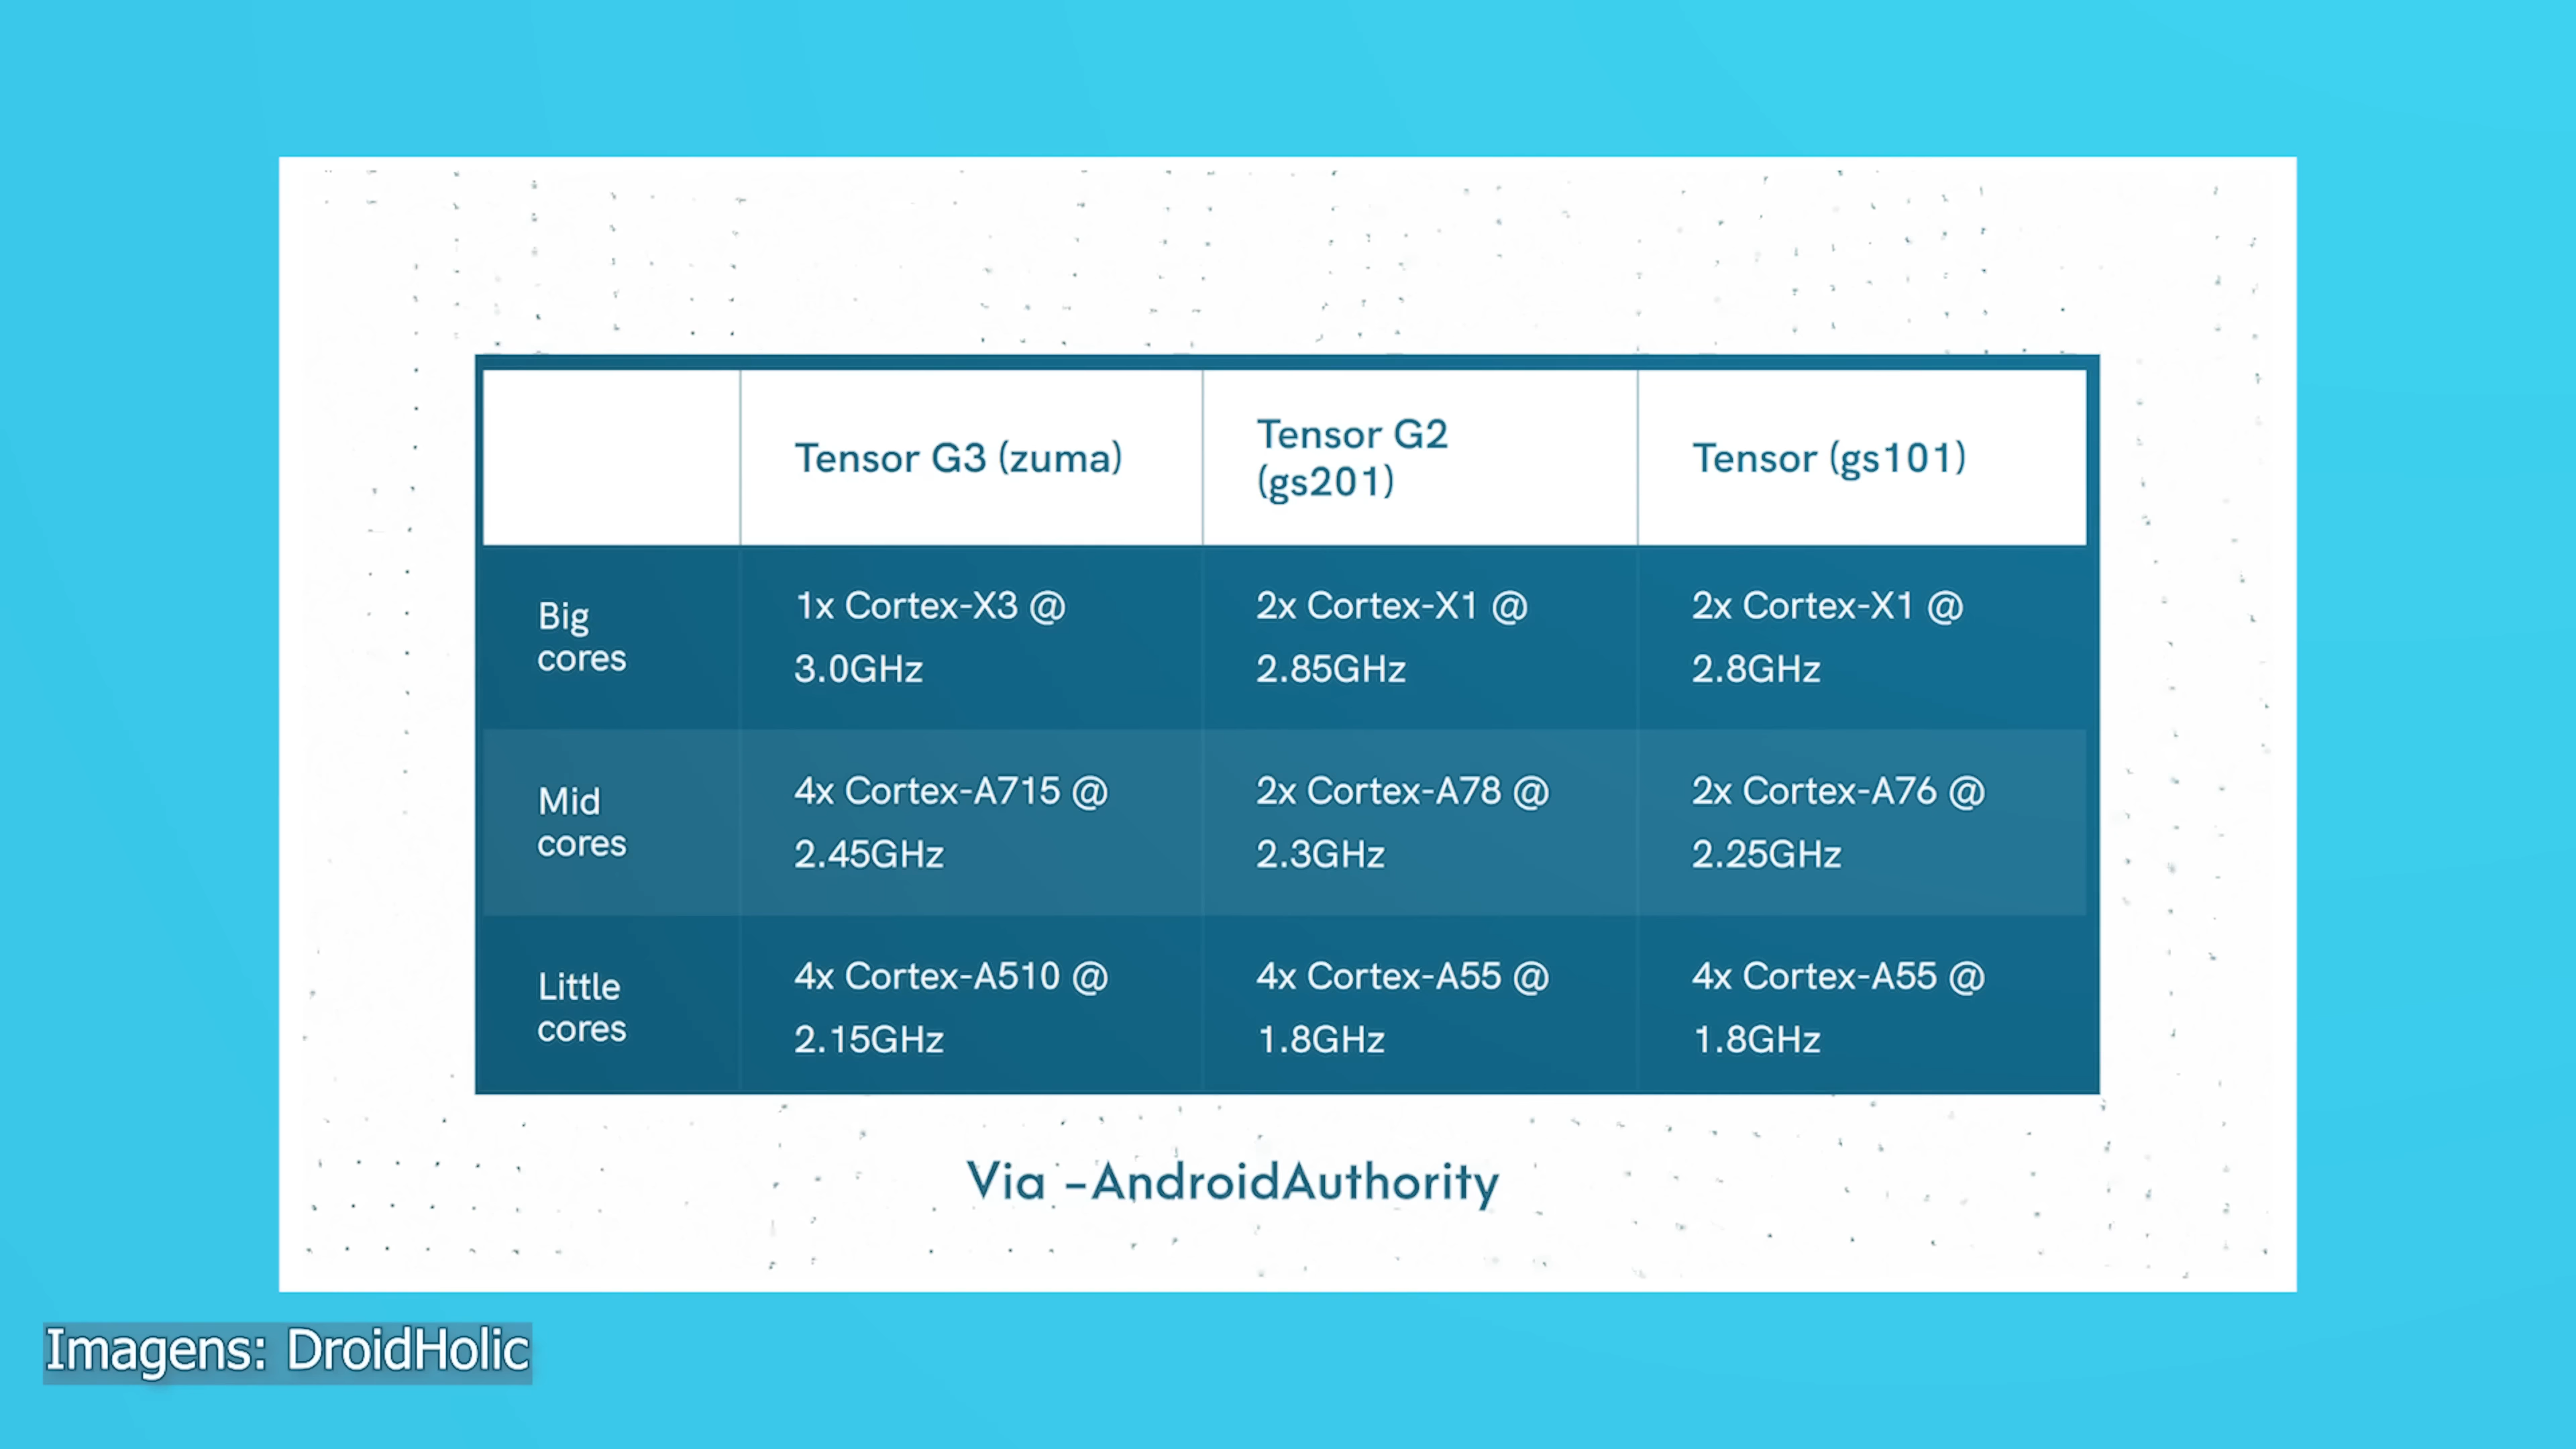 Tensor G3 (zuma)
Tensor G2
(gs201)
Tensor (gs101)
Big
cores
1x Cortex-X3 @
3.0GHz
2x Cortex-X1 @
2.85GHz
2x Cortex-X1 @
2.8GHz
Mid
cores
4x Cortex-A715 @
2.45GHz
2x Cortex-A78 @
2.3GHz
2x Cortex-A76 @
2.25GHz
Little
cores
4x Cortex-A510 @
2.15GHz
4x Cortex-A55 @
1.8GHz
4x Cortex-A55 @
1.8GHz
Via -AndroidAuthority
Imagens: DroidHolic